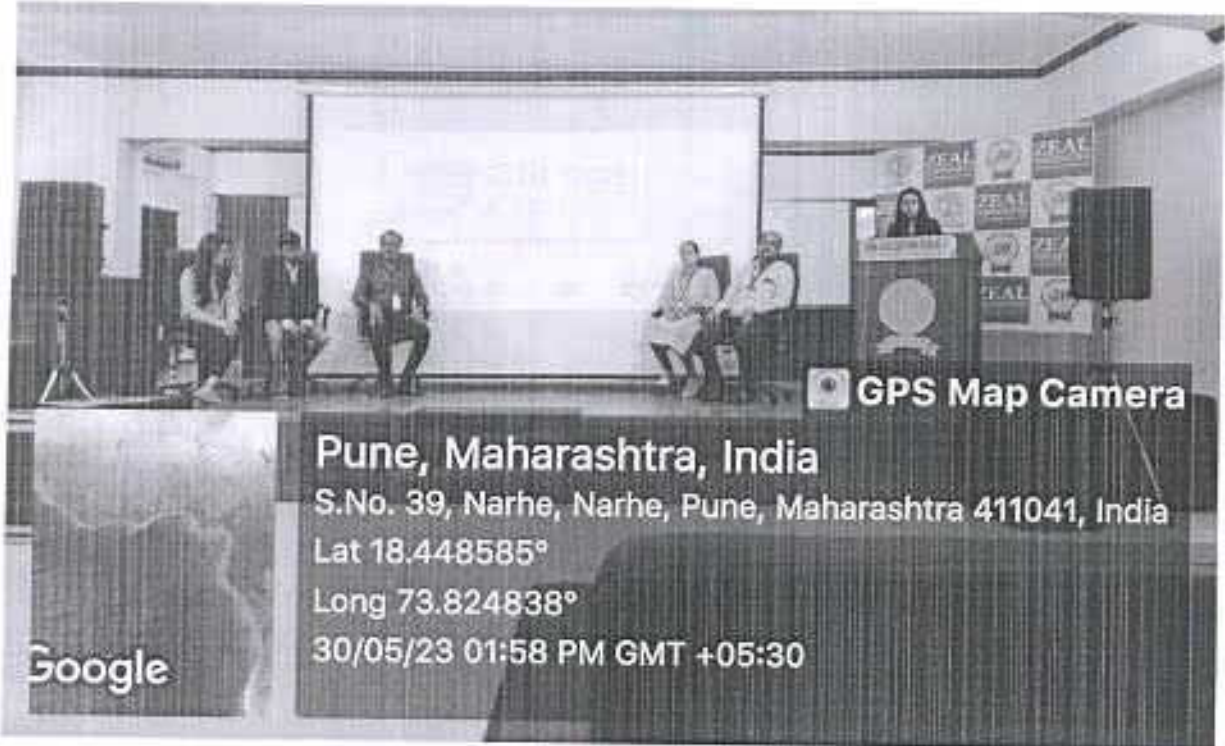 ZEAL
ZEAL
ZEAL
ZEAL
GPS Map Camera
Pune, Maharashtra, India
S.No. 39, Narhe, Narhe, Pune, Maharashtra 411041, India
Lat 18.448585°
Long 73.824838°
30/05/23 01:58 PM GMT +05:30
Google